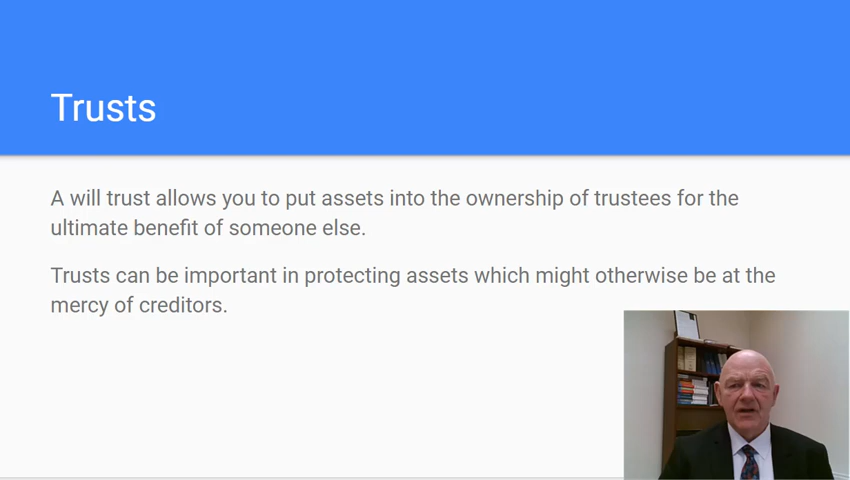 Trusts
A will trust allows you to put assets into the ownership of trustees for the
ultimate benefit of someone else.
Trusts can be important in protecting assets which might otherwise be at the
mercy of creditors.